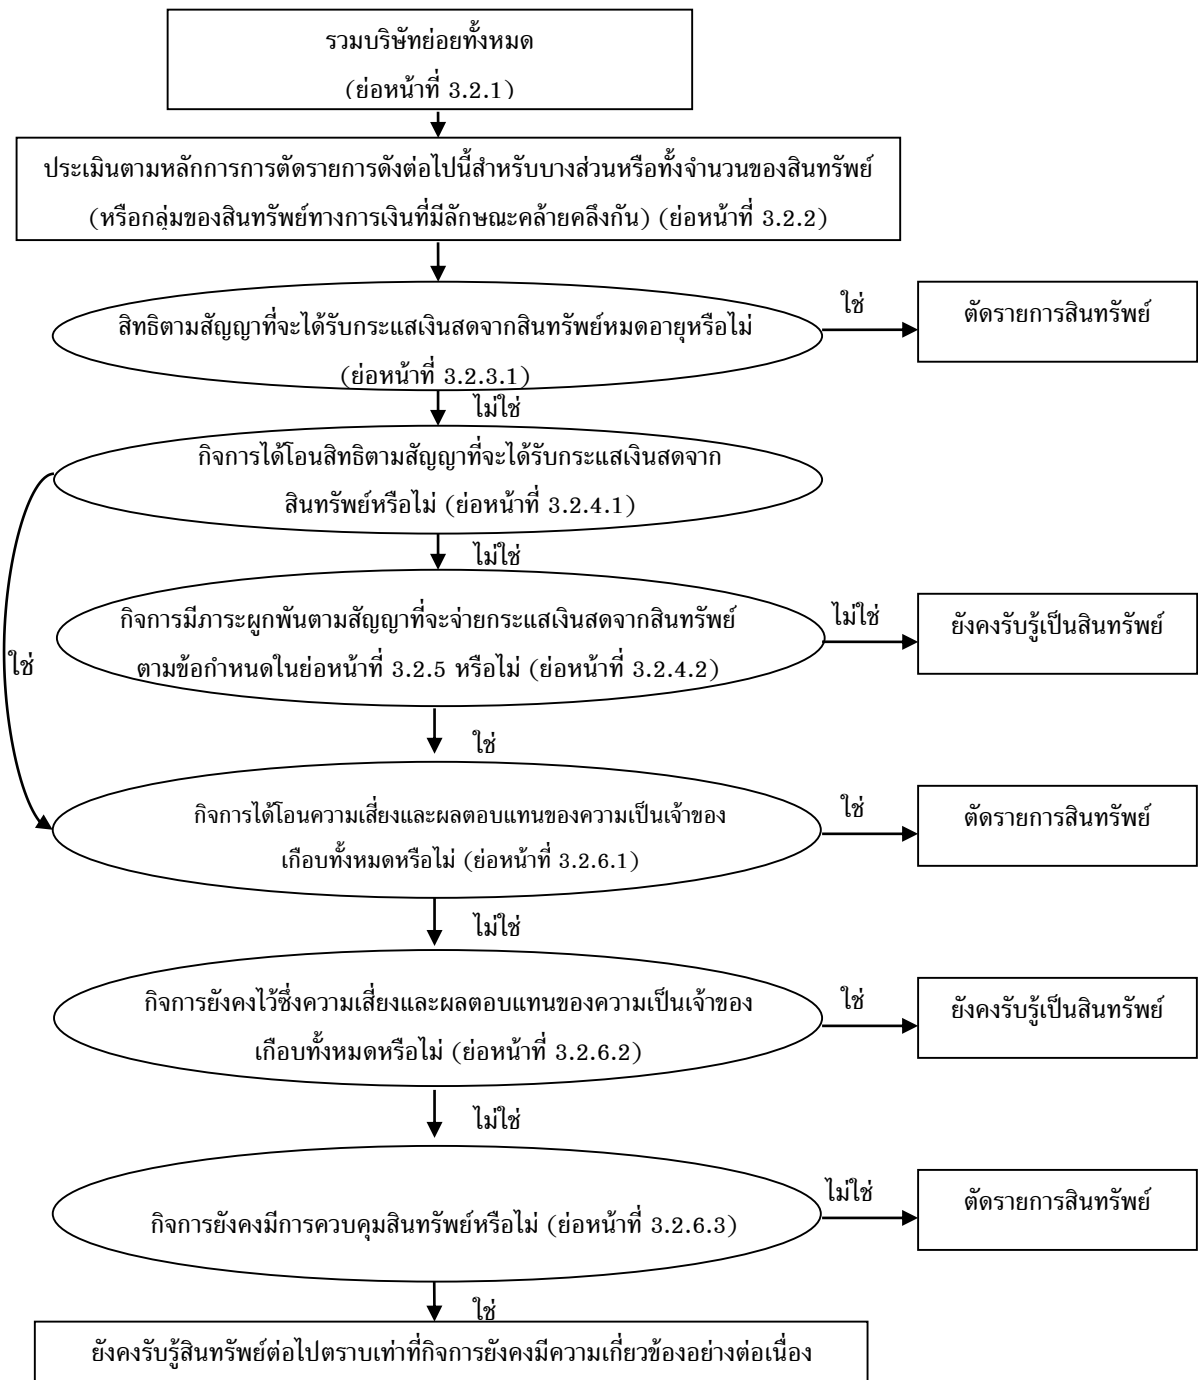 รวมบริษัทย่อยทั้งหมด
(ย่อหน้าที่ 3.2.1)
ประเมินตามหลักการการตัดรายการดังต่อไปนี้สำหรับบางส่วนหรือทั้งจำนวนของสินทรัพย์
(หรือกลุ่มของสินทรัพย์ทางการเงินที่มีลักษณะคล้ายคลึงกัน) (ย่อหน้าที่ 3.2.2)
สิทธิตามสัญญาที่จะได้รับกระแสเงินสดจากสินทรัพย์หมดอายุหรือไม่
(ย่อหน้าที่ 3.2.3.1)
ใช่
ตัดรายการสินทรัพย์
ไม่ใช่
กิจการได้โอนสิทธิตามสัญญาที่จะได้รับกระแสเงินสดจาก
สินทรัพย์หรือไม่ (ย่อหน้าที่ 3.2.4.1)
ไม่ใช่
กิจการมีภาระผูกพันตามสัญญาที่จะจ่ายกระแสเงินสดจากสินทรัพย์
ตามข้อกำหนดในย่อหน้าที่ 3.2.5 หรือไม่ (ย่อหน้าที่ 3.2.4.2)
ไม่ใช่
ยังคงรับรู้เป็นสินทรัพย์
ใช่
ใช่
กิจการได้โอนความเสี่ยงและผลตอบแทนของความเป็นเจ้าของ
เกือบทั้งหมดหรือไม่ (ย่อหน้าที่ 3.2.6.1)
ใช่
ตัดรายการสินทรัพย์
ไม่ใช่
กิจการยังคงไว้ซึ่งความเสี่ยงและผลตอบแทนของความเป็นเจ้าของ
เกือบทั้งหมดหรือไม่ (ย่อหน้าที่ 3.2.6.2)
ใช่
ยังคงรับรู้เป็นสินทรัพย์
ไม่ใช่
กิจการยังคงมีการควบคุมสินทรัพย์หรือไม่ (ย่อหน้าที่ 3.2.6.3)
ไม่ใช่
ตัดรายการสินทรัพย์
ใช่
ยังคงรับรู้สินทรัพย์ต่อไปตราบเท่าที่กิจการยังคงมีความเกี่ยวข้องอย่างต่อเนื่อง